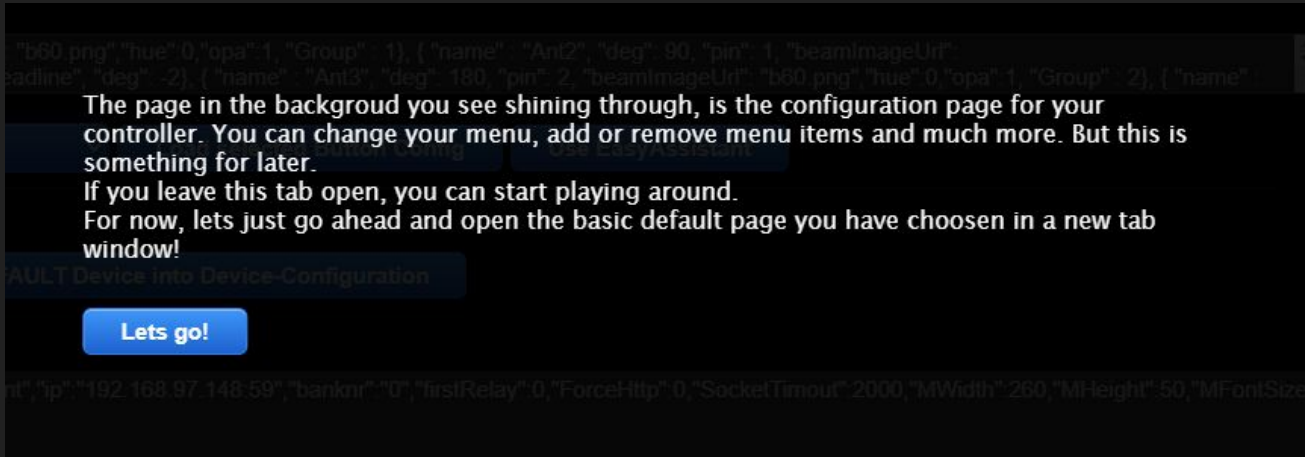 "b60.png","hue":0,"opa":1, "Group" : 1}, { "name" : "Ant2", "deg": 90, "pin": 1, "beamImageUrl":
eadline", "deg": -2}, { "name" : "Ant3", "deg": 180, "pin": 2, "beamImageUrl": "b60.png","hue":0,"opa":1, "Group" : 2}, { "name" :
The page in the backgroud you see shining through, is the configuration page for your
controller. You can change your menu, add or remove menu items and much more. But this is
Load Selected Button Config Use EasyAssistant
something for later.
If you leave this tab open, you can start playing around.
For now, lets just go ahead and open the basic default page you have choosen in a new tab
window!
FAULT Device into Device-Configuration
Lets go!
nt","ip":"192.168.97.148:59","banknr":"0","firstRelay":0,"ForceHttp":0,"SocketTimout":2000,"MWidth":260,"MHeight":50,"MFontSize